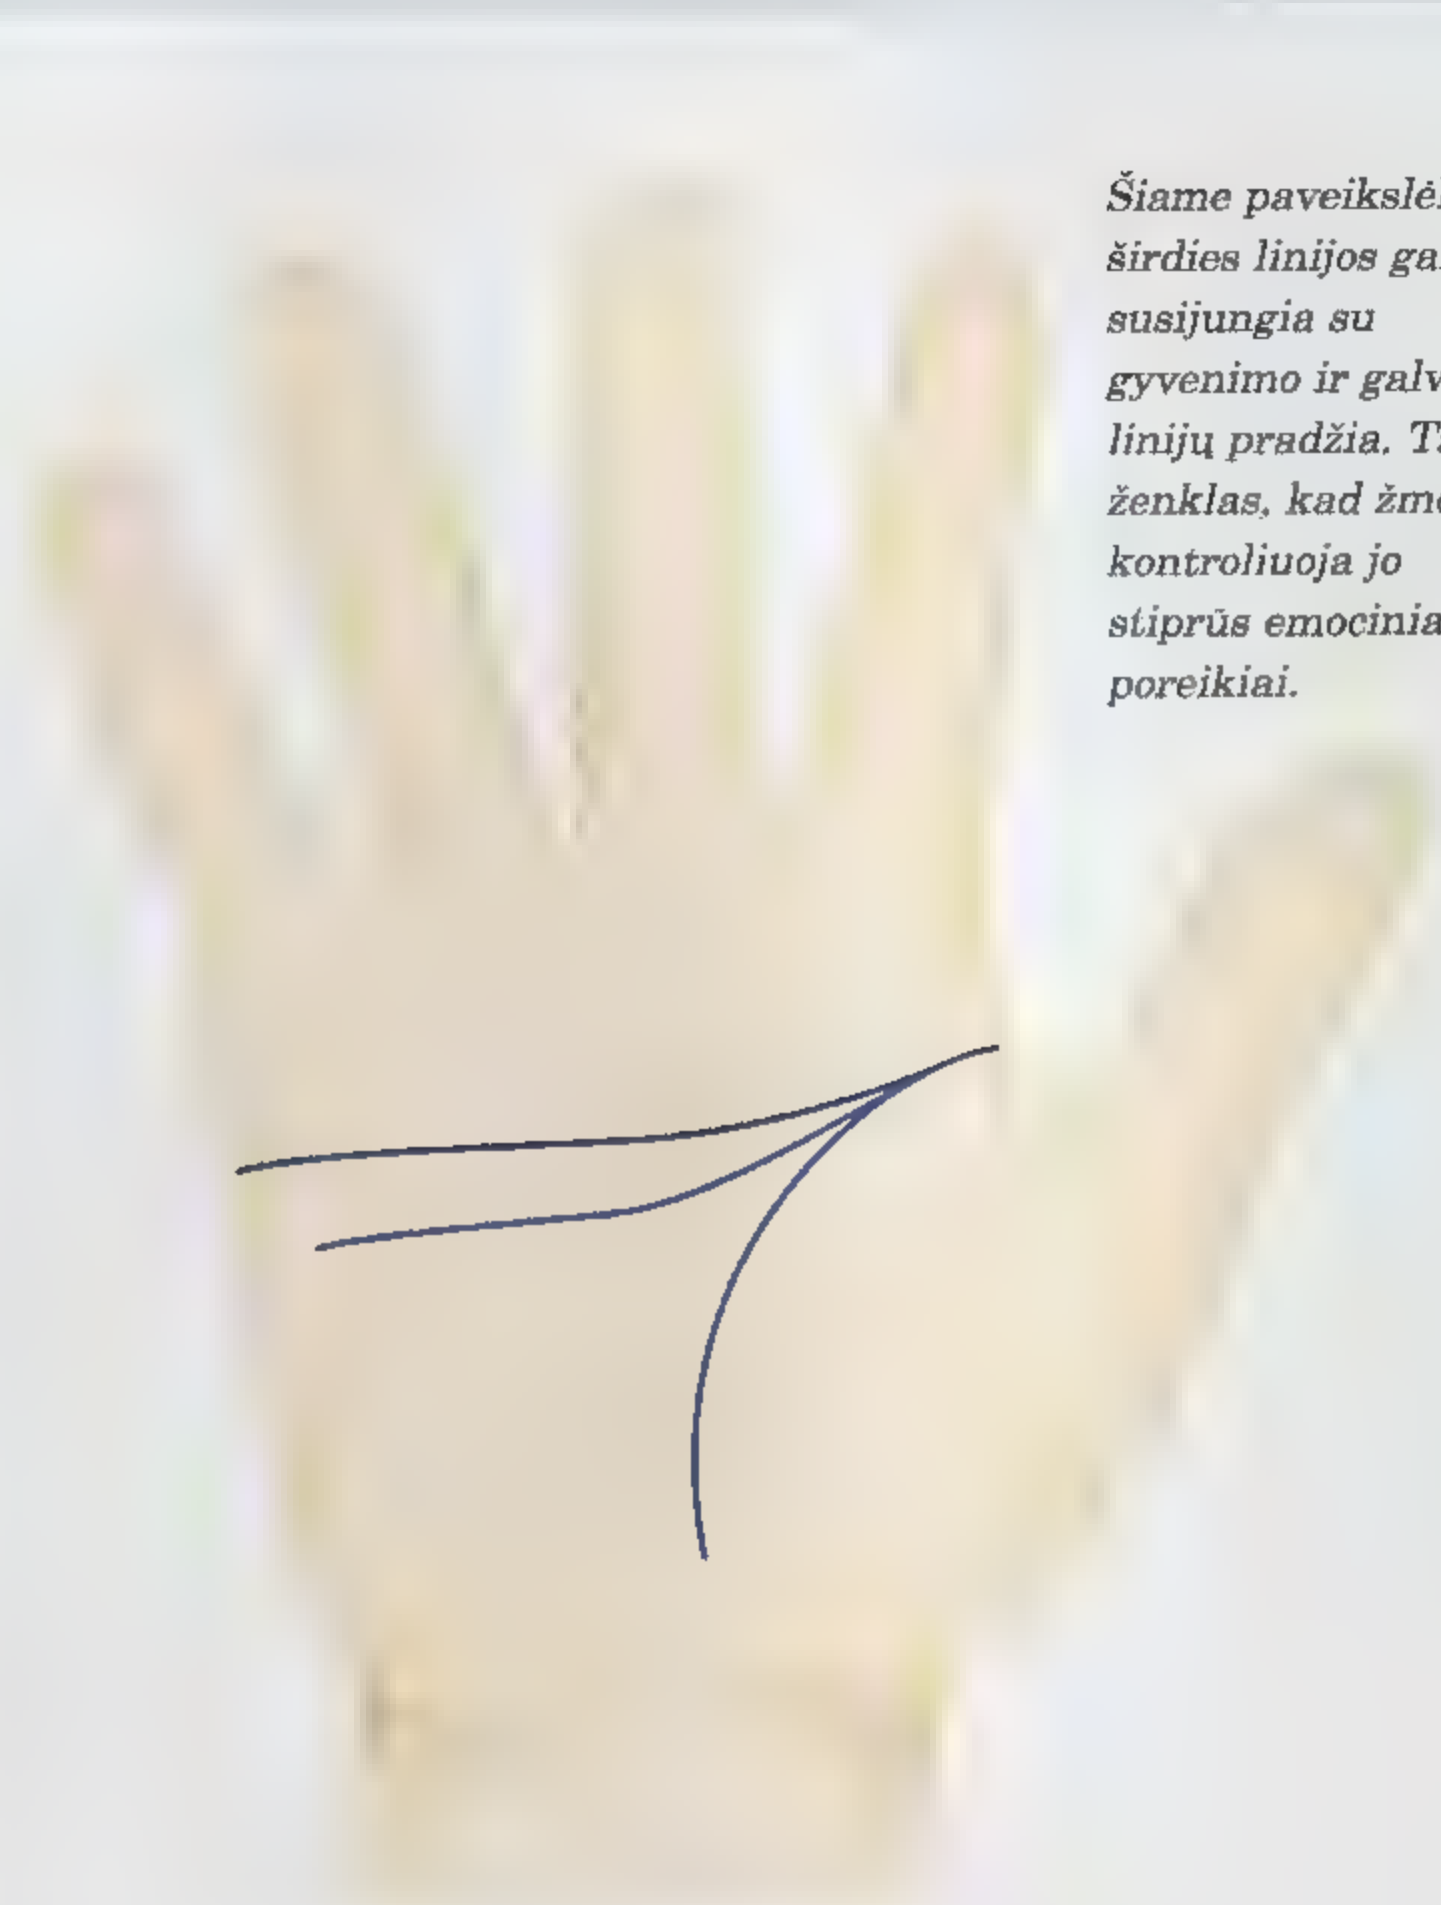 Šiame
širdies linijos
susijungia su
gyvenimo ir
linijų pradžia.
ženklas, kad
kontroliuoja jo
stiprūs
poreikiai.